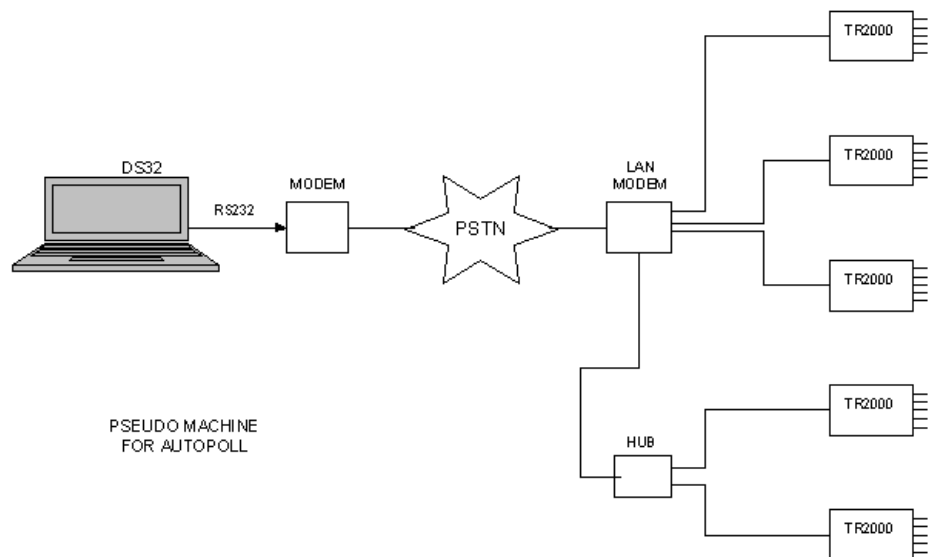 TR2000
DS32
LAN
MODEM
TR2000
MODEM
RS232
PSTN
TR2000
TR2000
PSEUDO MACHINE
FOR AUTOPOLL
HUB
TR2000